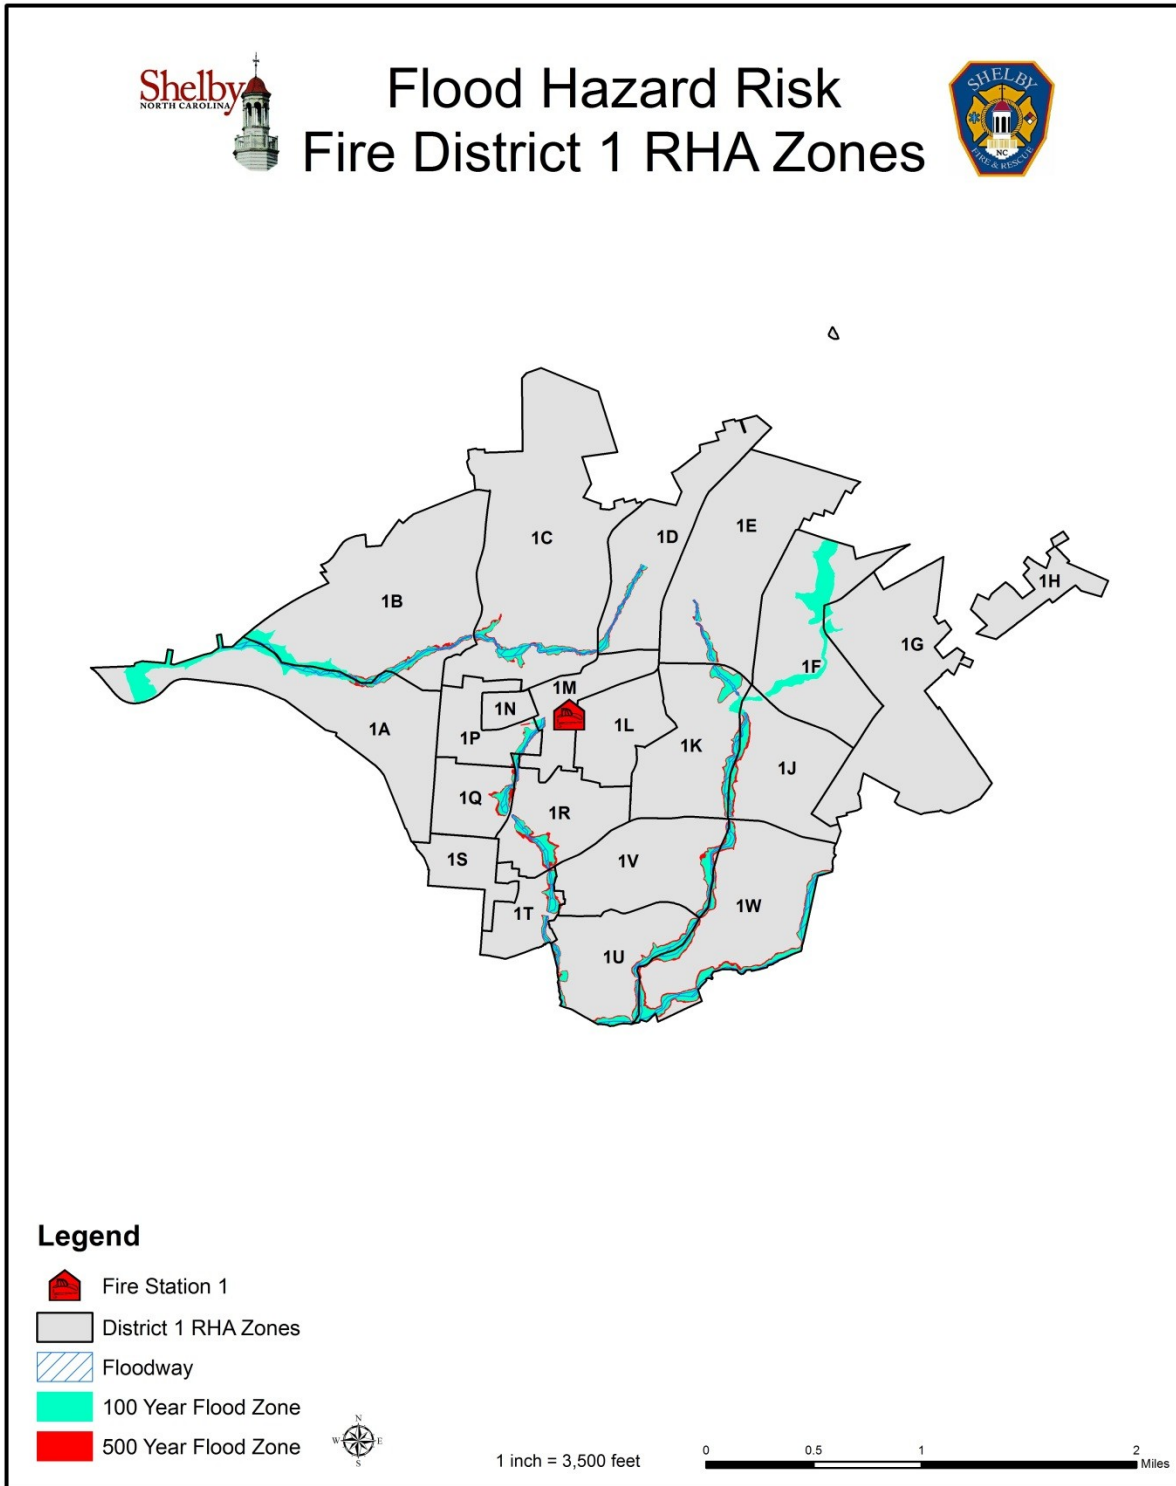 Shelby
NORTH CAROLINA
Flood Hazard Risk
Fire District 1 RHA Zones
SHELBY
NC
FIRE & RESCUE
1C
1D
1E
1B
1H
1F
1G
1M
1N
1A
1P
1L
1K
1J
1Q
1R
1S
1V
1T
1W
1U
Legend
Fire Station 1
District 1 RHA Zones
Floodway
100 Year Flood Zone
500 Year Flood Zone
N
W E
S
1 inch = 3,500 feet
0 0.5 1 2
Miles